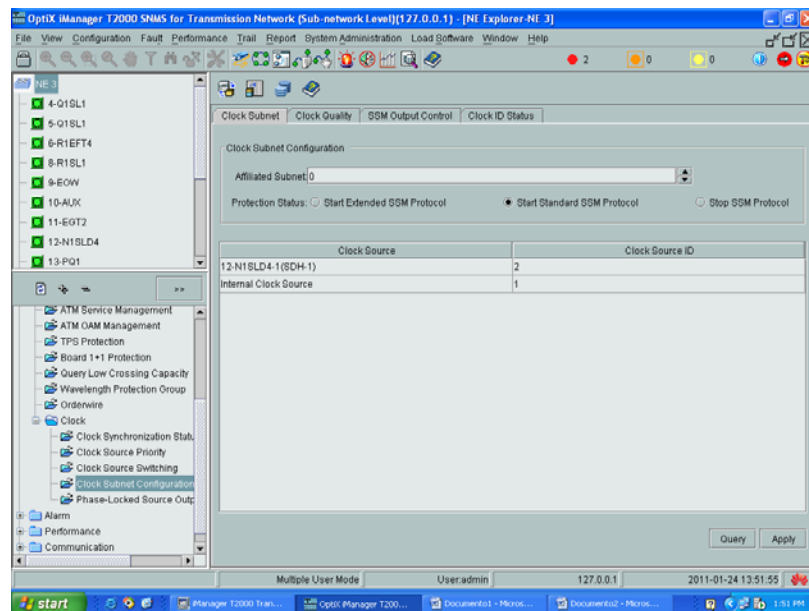 OptiX iManager T2000 SNMS for Transmission Network (Sub-network Level)(127.0.0.1) - [NE Explorer-NE 3]
File View Configuration Fault Performance Trail Report System Administration Load Software Window Help
2 0 0
NE 3
4-Q1SL1
5-Q1SL1
6-R1EFT4
8-R1SL1
9-EOW
10-AUX
11-EGT2
12-N1SLD4
13-PQ1
>>
ATM Service Management
ATM OAM Management
TPS Protection
Board 1+1 Protection
Query Low Crossing Capacity
Wavelength Protection Group
Orderwire
Clock
Clock Synchronization Statu
Clock Source Priority
Clock Source Switching
Clock Subnet Configuration
Phase-Locked Source Outp
Alarm
Performance
Communication
Clock Subnet Clock Quality SSM Output Control Clock ID Status
Clock Subnet Configuration
Affiliated Subnet: 0
Protection Status: Start Extended SSM Protocol Start Standard SSM Protocol Stop SSM Protocol
Clock Source Clock Source ID
12-N1SLD4-1(SDH-1) 2
Internal Clock Source 1
Query Apply
Multiple User Mode User:admin 127.0.0.1 2011-01-24 13:51:55
start iManager T2000 Tran... OptiX iManager T200... Documento1 - Micros... Documento2 - Micros... 1:51 PM